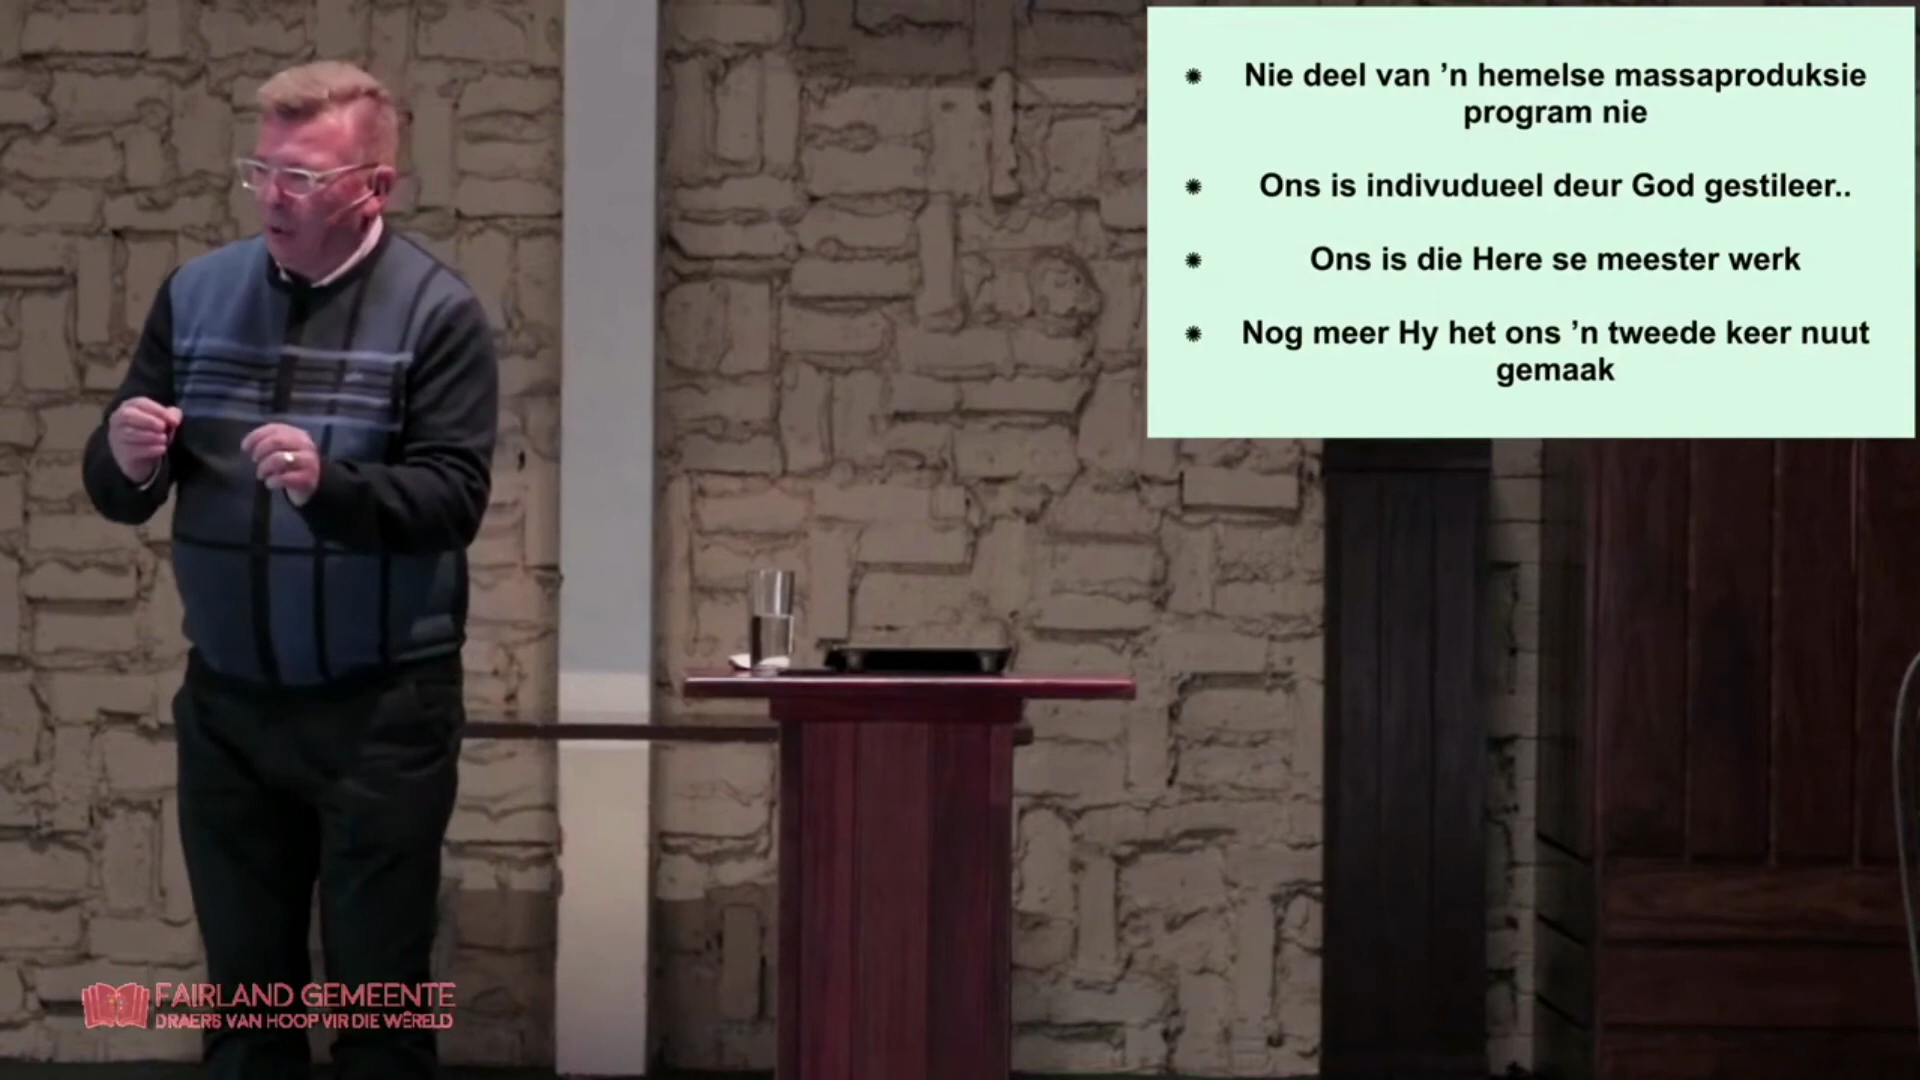 Nie deel van ’n hemelse massaproduksie
program nie
Ons is indivudueel deur God gestileer..
Ons is die Here se meester werk
Nog meer Hy het ons ’n tweede keer nuut
gemaak
FAIRLAND GEMEENTE
DRAERS VAN HOOP VIR DIE WÊRELD